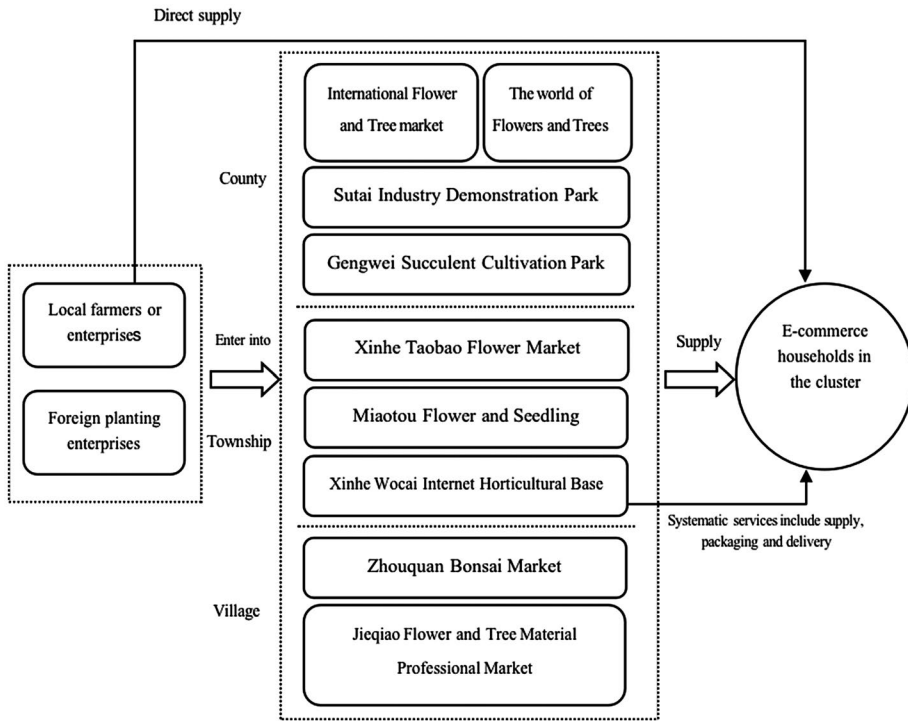 Direct supply
International Flower
and Tree market
The world of
Flowers and Trees
County
Sutai Industry Demonstration Park
Gengwei Succulent Cultivation Park
Local farmers or
enterprises
Foreign planting
enterprises
Enter into
Township
Xinhe Taobao Flower Market
Miaotou Flower and Seedling
Xinhe Wocai Internet Horticultural Base
Supply
E-commerce
households in
the cluster
Systematic services include supply,
packaging and delivery
Village
Zhouquan Bonsai Market
Jieqiao Flower and Tree Material
Professional Market